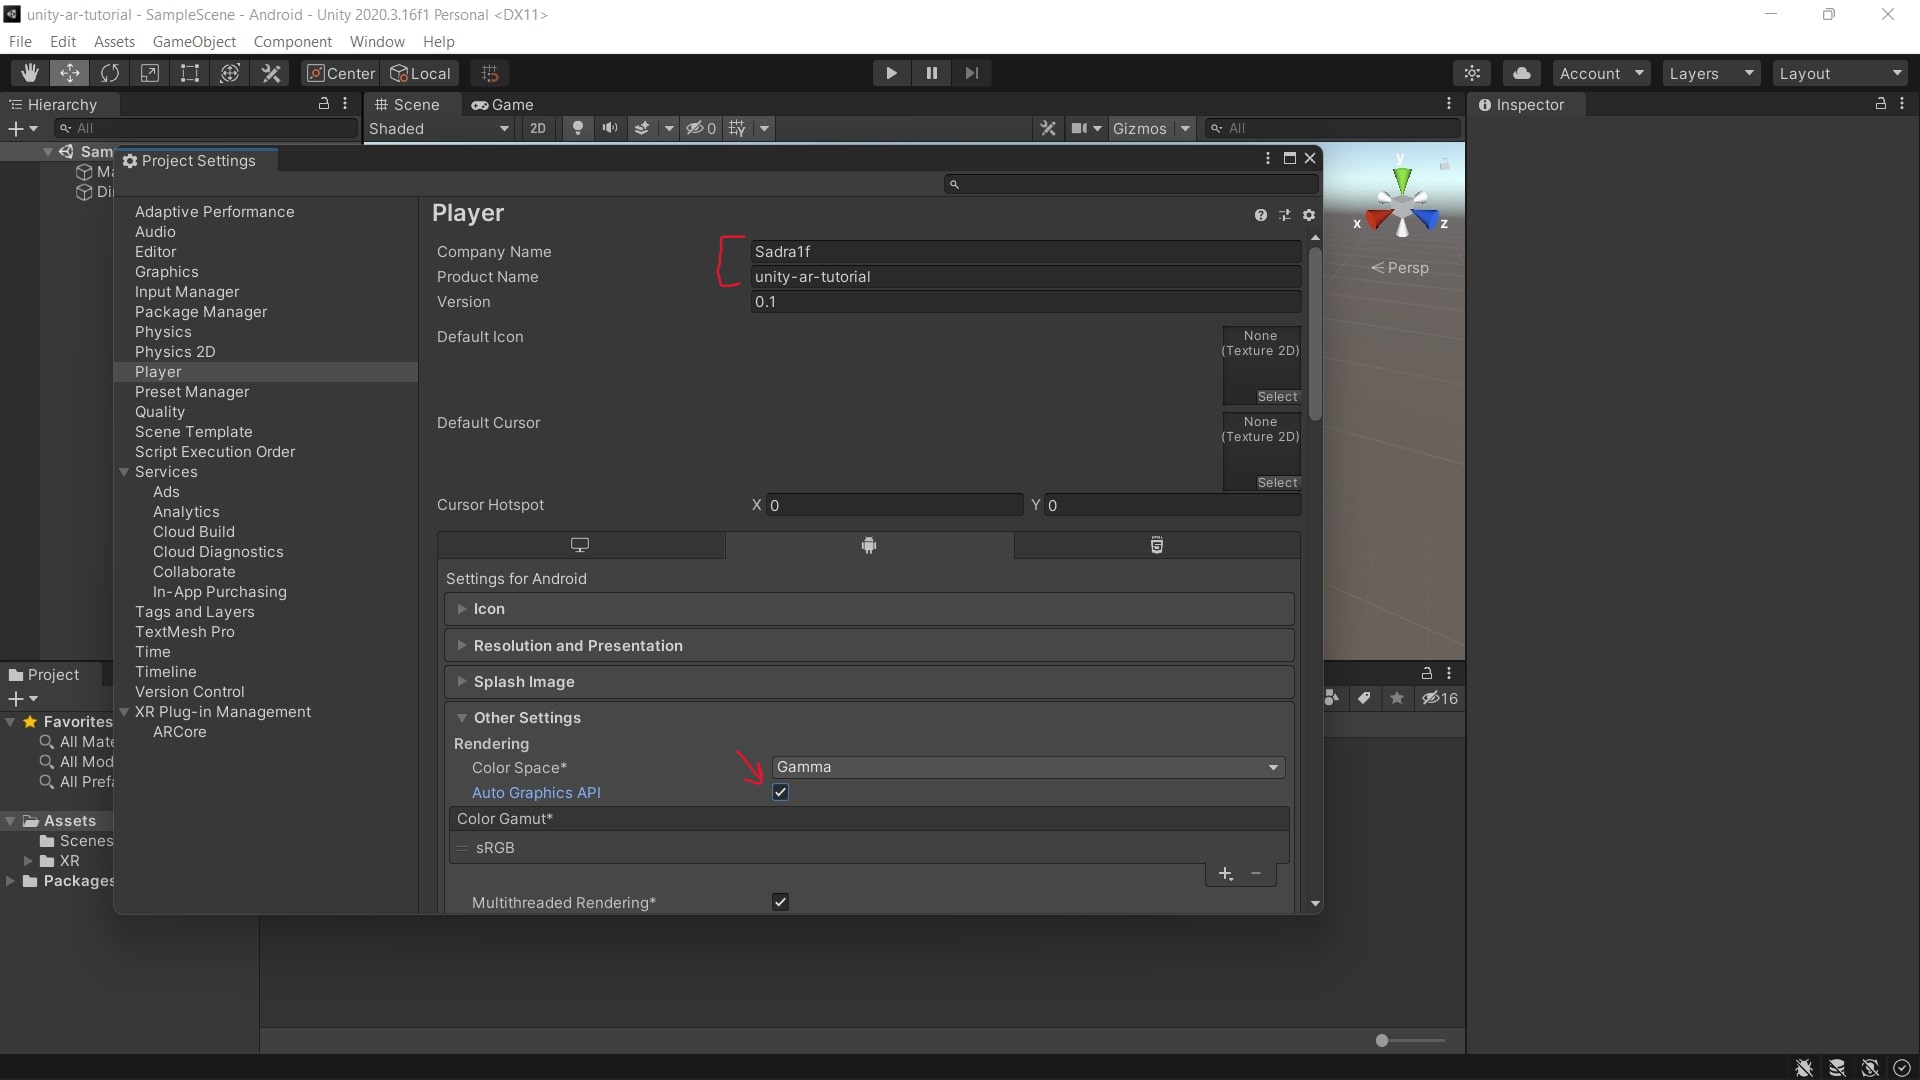 unity-ar-tutorial - SampleScene - Android - Unity 2020.3.16f1 Personal <DX11>
File Edit Assets GameObject Component Window Help
Center Local Account Layers Layout
Hierarchy Scene Game Inspector
All Shaded 2D 0 Gizmos All
Sam
Ma
Di
Project Settings
y
x z
Persp
Adaptive Performance
Audio
Editor
Graphics
Input Manager
Package Manager
Physics
Physics 2D
Player
Preset Manager
Quality
Scene Template
Script Execution Order
Services
Ads
Analytics
Cloud Build
Cloud Diagnostics
Collaborate
In-App Purchasing
Tags and Layers
TextMesh Pro
Time
Timeline
Version Control
XR Plug-in Management
ARCore
Player
Company Name Sadra1f
Product Name unity-ar-tutorial
Version 0.1
Default Icon
None
(Texture 2D)
Select
Default Cursor
None
(Texture 2D)
Select
Cursor Hotspot X 0 Y 0
Settings for Android
Icon
Resolution and Presentation
Splash Image
Other Settings
Rendering
Color Space* Gamma
Auto Graphics API
Color Gamut*
sRGB
Multithreaded Rendering*
Project
16
Favorites
All Mate
All Mod
All Prefa
Assets
Scenes
XR
Packages